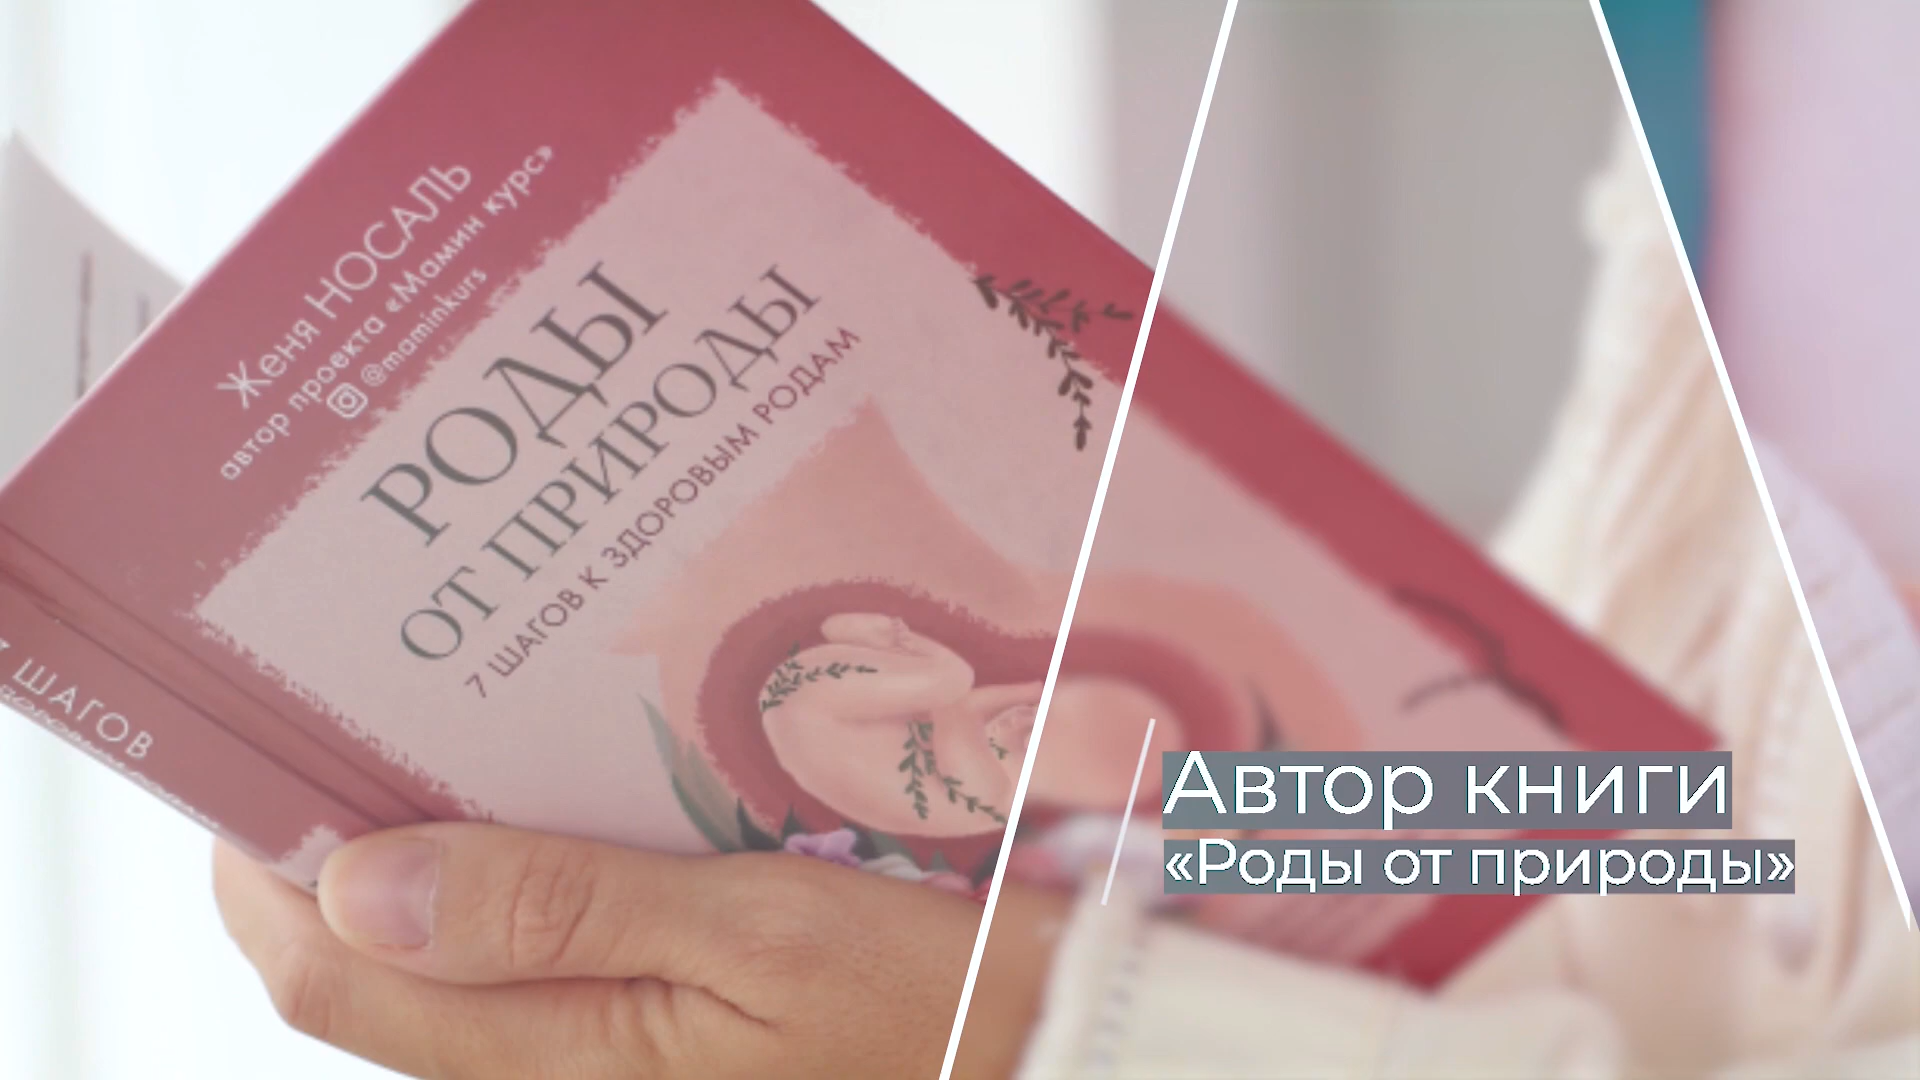 Женя НОСАЛЬ
автор проекта «Мамин курс»
@maminkurs
РОДЫ
ОТ ПРИРОДЫ
7 ШАГОВ К ЗДОРОВЫМ РОДАМ
7 ШАГОВ
Автор книги
«Роды от природы»